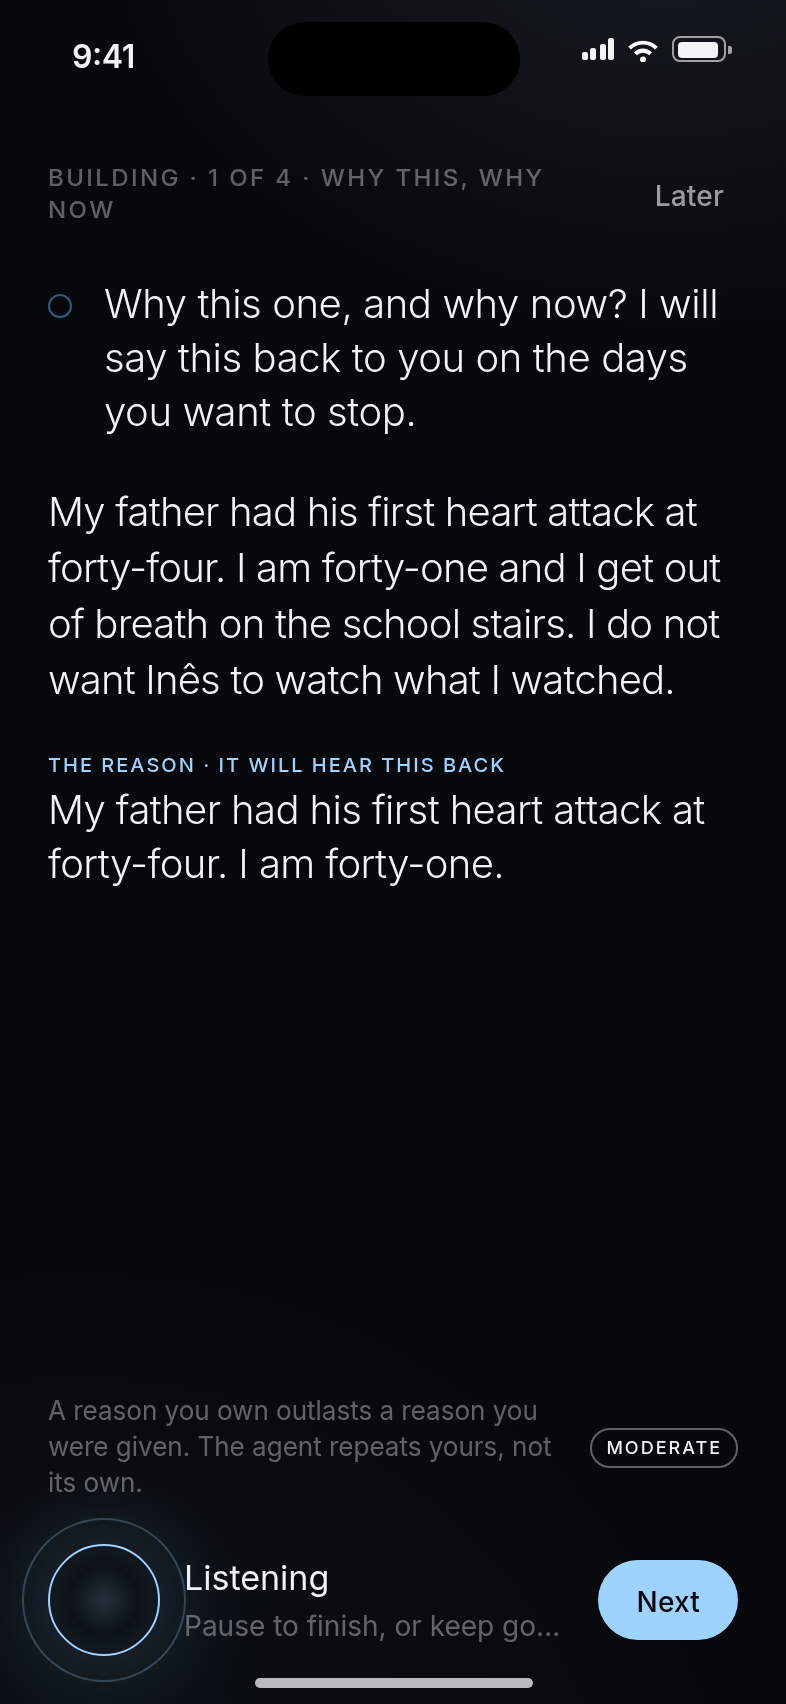 9:41
BUILDING · 1 OF 4 · WHY THIS, WHY
NOW
Later
Why this one, and why now? I will
say this back to you on the days
you want to stop.
My father had his first heart attack at
forty-four. I am forty-one and I get out
of breath on the school stairs. I do not
want Inês to watch what I watched.
THE REASON · IT WILL HEAR THIS BACK
My father had his first heart attack at
forty-four. I am forty-one.
A reason you own outlasts a reason you
were given. The agent repeats yours, not
its own.
MODERATE
Listening
Pause to finish, or keep go…
Next